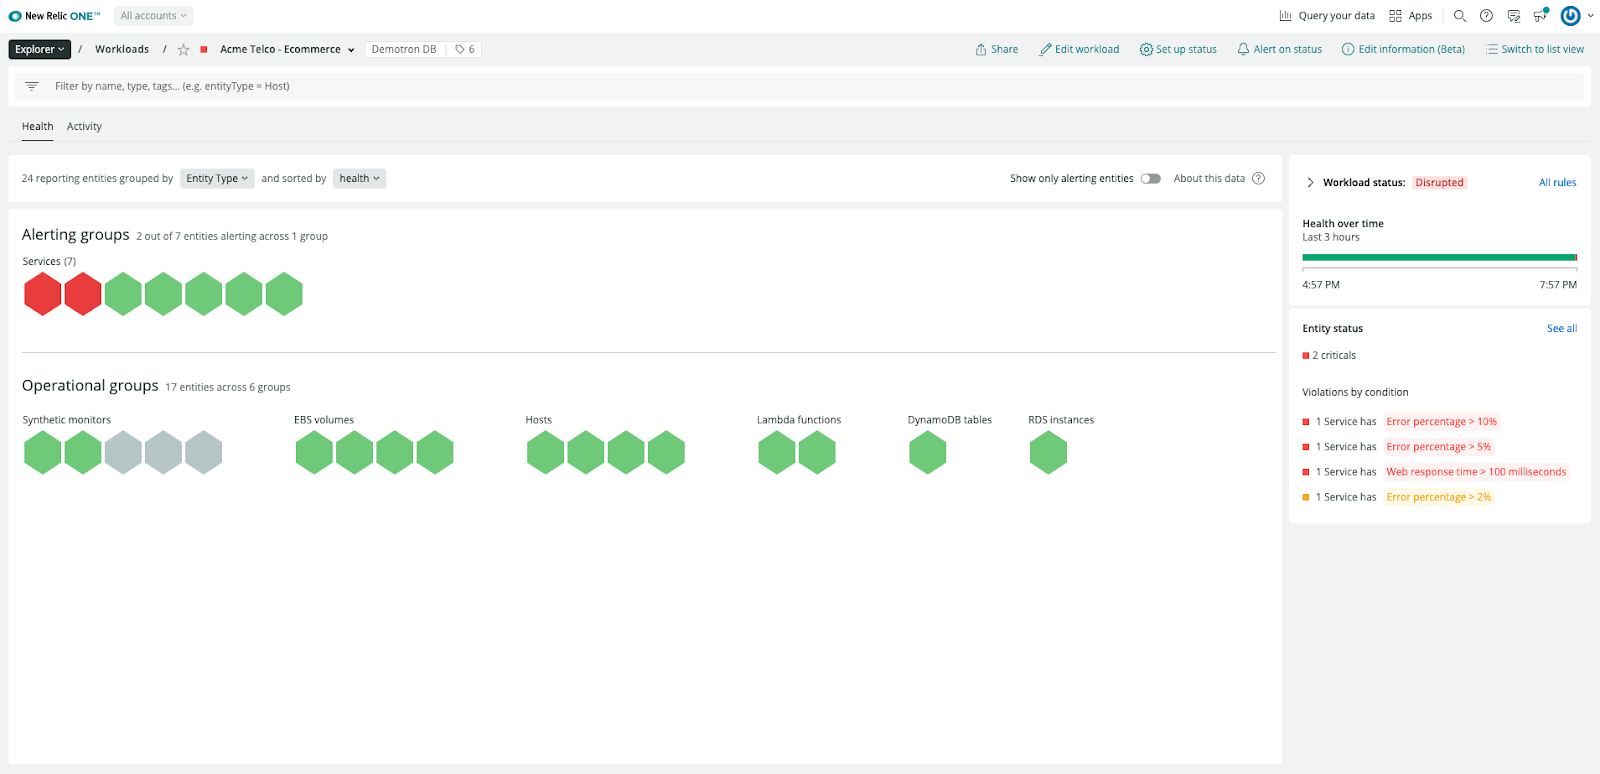 New Relic ONE™ All accounts Query your data Apps
Explorer / Workloads / Acme Telco - Ecommerce Demotron DB 6 Share Edit workload Set up status Alert on status Edit information (Beta) Switch to list view
Filter by name, type, tags... (e.g. entityType = Host)
Health Activity
24 reporting entities grouped by Entity Type and sorted by health Show only alerting entities About this data ?
Alerting groups 2 out of 7 entities alerting across 1 group
Services (7)
Operational groups 17 entities across 6 groups
Synthetic monitors EBS volumes Hosts Lambda functions DynamoDB tables RDS instances
Workload status: Disrupted All rules
Health over time
Last 3 hours
4:57 PM 7:57 PM
Entity status See all
2 criticals
Violations by condition
1 Service has Error percentage > 10%
1 Service has Error percentage > 5%
1 Service has Web response time > 100 milliseconds
1 Service has Error percentage > 2%